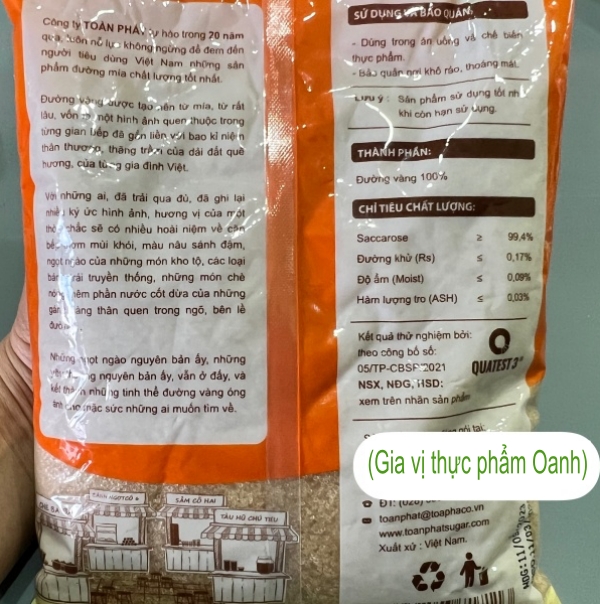 Công ty TOÀN PHÁT tự hào trong 20 năm
qua, luôn nỗ lực không ngừng để đem đến
người tiêu dùng Việt Nam những sản
phẩm đường mía chất lượng tốt nhất.
Đường vàng được tạo nên từ mía, từ rất
lâu, vốn là một hình ảnh quen thuộc trong
từng gian bếp đã gắn liền với bao kỉ niệm
thân thương, thăng trầm của dải đất quê
hương, của từng gia đình Việt.
Với những ai, đã trải qua đủ, đã ghi lại
nhiều ký ức hình ảnh, hương vị của một
thời chắc sẽ có nhiều hoài niệm về căn
bếp rơm mùi khói, màu nâu sánh đậm,
ngọt ngào của những món kho tộ, các loại
bánh trái truyền thống, những món chè
nóng thêm phần nước cốt dừa của những
gánh hàng thân quen trong ngõ, bên lề
đường...
Những ngọt ngào nguyên bản ấy, những
nguyên bản ấy, vẫn ở đấy, và
kết thành những tinh thể đường vàng óng
cho mặc sức những ai muốn tìm về.
SỬ DỤNG VÀ BẢO QUẢN:
- Dùng trong ăn uống và chế biến
thực phẩm.
- Bảo quản nơi khô ráo, thoáng mát.
Lưu ý : Sản phẩm sử dụng tốt nhất
khi còn hạn sử dụng.
THÀNH PHẦN:
Đường vàng 100%
CHỈ TIÊU CHẤT LƯỢNG:
Saccarose ≥ 99,4%
Đường khử (Rs) ≤ 0,17%
Độ ẩm (Moist) ≤ 0,09%
Hàm lượng tro (ASH) ≤ 0,03%
Kết quả thử nghiệm bởi:
theo công bố số:
05/TP-CBSP/2021
NSX, NĐG, HSD:
xem trên nhãn sản phẩm
QUATEST 3
gói tại:
(Gia vị thực phẩm Oanh)
ĐT: (028)
toanphat@toaphaco.vn
www.toanphatsugar.com
Xuất xứ : Việt Nam.
SÂM CÔ HAI
TÀU HŨ CHÚ TIỀU